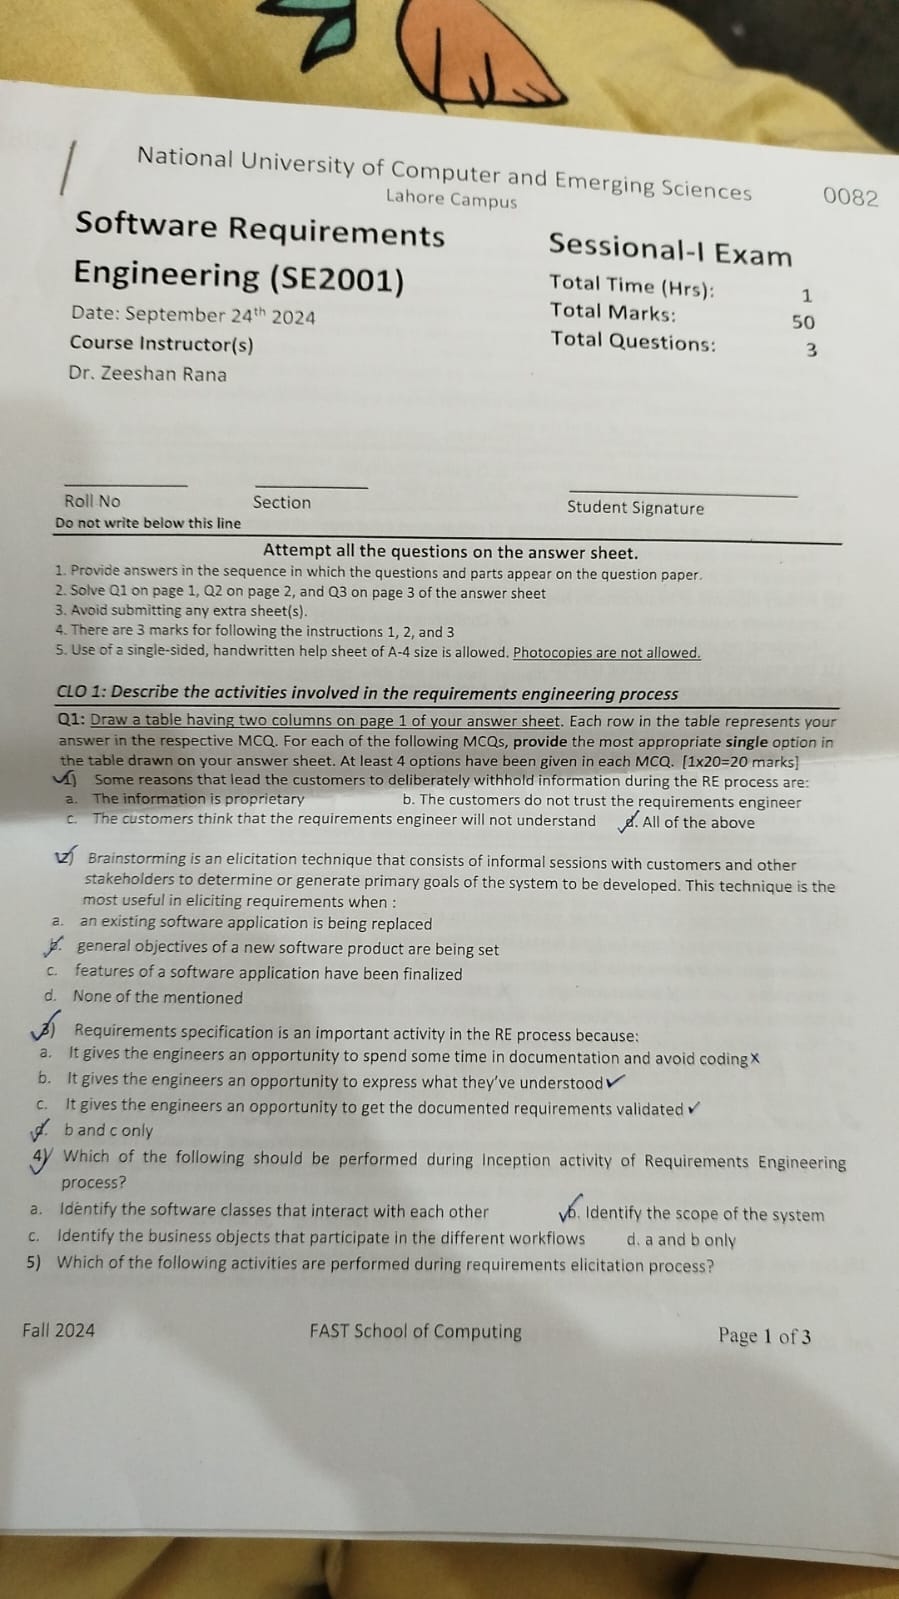 National University of Computer and Emerging Sciences
Lahore Campus
0082
Software Requirements
Engineering (SE2001)
Date: September 24th 2024
Course Instructor(s)
Dr. Zeeshan Rana
Sessional-I Exam
Total Time (Hrs): 1
Total Marks: 50
Total Questions: 3
Roll No Section Student Signature
Do not write below this line
Attempt all the questions on the answer sheet.
1. Provide answers in the sequence in which the questions and parts appear on the question paper.
2. Solve Q1 on page 1, Q2 on page 2, and Q3 on page 3 of the answer sheet
3. Avoid submitting any extra sheet(s).
4. There are 3 marks for following the instructions 1, 2, and 3
5. Use of a single-sided, handwritten help sheet of A-4 size is allowed. Photocopies are not allowed.
CLO 1: Describe the activities involved in the requirements engineering process
Q1: Draw a table having two columns on page 1 of your answer sheet. Each row in the table represents your
answer in the respective MCQ. For each of the following MCQs, provide the most appropriate single option in
the table drawn on your answer sheet. At least 4 options have been given in each MCQ. [1x20=20 marks]
1) Some reasons that lead the customers to deliberately withhold information during the RE process are:
a. The information is proprietary b. The customers do not trust the requirements engineer
c. The customers think that the requirements engineer will not understand d. All of the above
2) Brainstorming is an elicitation technique that consists of informal sessions with customers and other
stakeholders to determine or generate primary goals of the system to be developed. This technique is the
most useful in eliciting requirements when :
a. an existing software application is being replaced
b. general objectives of a new software product are being set
c. features of a software application have been finalized
d. None of the mentioned
3) Requirements specification is an important activity in the RE process because:
a. It gives the engineers an opportunity to spend some time in documentation and avoid coding x
b. It gives the engineers an opportunity to express what they've understood ✓
c. It gives the engineers an opportunity to get the documented requirements validated ✓
d. b and c only
4) Which of the following should be performed during Inception activity of Requirements Engineering
process?
a. Identify the software classes that interact with each other b. Identify the scope of the system
c. Identify the business objects that participate in the different workflows d. a and b only
5) Which of the following activities are performed during requirements elicitation process?
Fall 2024 FAST School of Computing Page 1 of 3